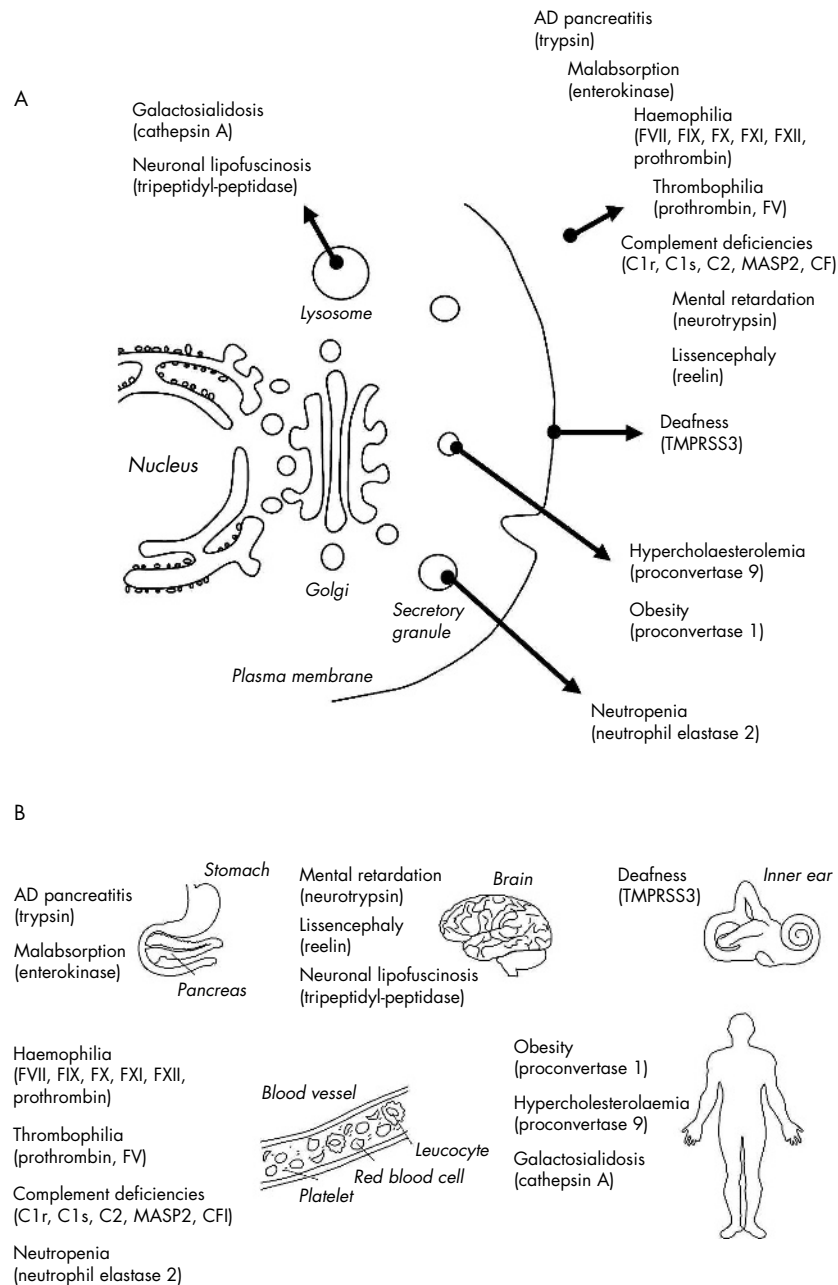 A
AD pancreatitis
(trypsin)
Malabsorption
(enterokinase)
Haemophilia
(FVII, FIX, FX, FXI, FXII,
prothrombin)
Thrombophilia
(prothrombin, FV)
Complement deficiencies
(C1r, C1s, C2, MASP2, CF)
Mental retardation
(neurotrypsin)
Lissencephaly
(reelin)
Galactosialidosis
(cathepsin A)
Neuronal lipofuscinosis
(tripeptidyl-peptidase)
Lysosome
Deafness
(TMPRSS3)
Nucleus
Golgi
Secretory
granule
Plasma membrane
Hypercholaesterolemia
(proconvertase 9)
Obesity
(proconvertase 1)
Neutropenia
(neutrophil elastase 2)
B
AD pancreatitis
(trypsin)
Malabsorption
(enterokinase)
Stomach
Pancreas
Mental retardation
(neurotrypsin)
Lissencephaly
(reelin)
Neuronal lipofuscinosis
(tripeptidyl-peptidase)
Brain
Deafness
(TMPRSS3)
Inner ear
Haemophilia
(FVII, FIX, FX, FXI, FXII,
prothrombin)
Thrombophilia
(prothrombin, FV)
Complement deficiencies
(C1r, C1s, C2, MASP2, CFI)
Neutropenia
(neutrophil elastase 2)
Blood vessel
Leucocyte
Red blood cell
Platelet
Obesity
(proconvertase 1)
Hypercholesterolaemia
(proconvertase 9)
Galactosialidosis
(cathepsin A)